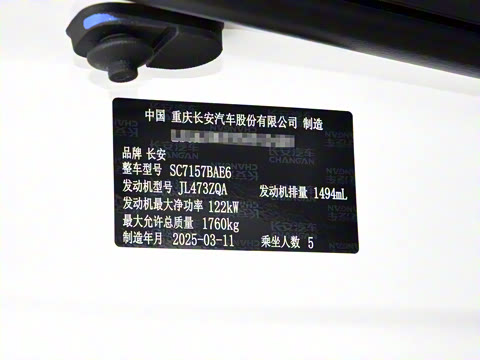 中国 重庆长安汽车股份有限公司 制造
品牌 长安
整车型号 SC7157BAE6
发动机型号 JL473ZQA 发动机排量 1494mL
发动机最大净功率 122kW
最大允许总质量 1760kg
制造年月 2025-03-11 乘坐人数 5